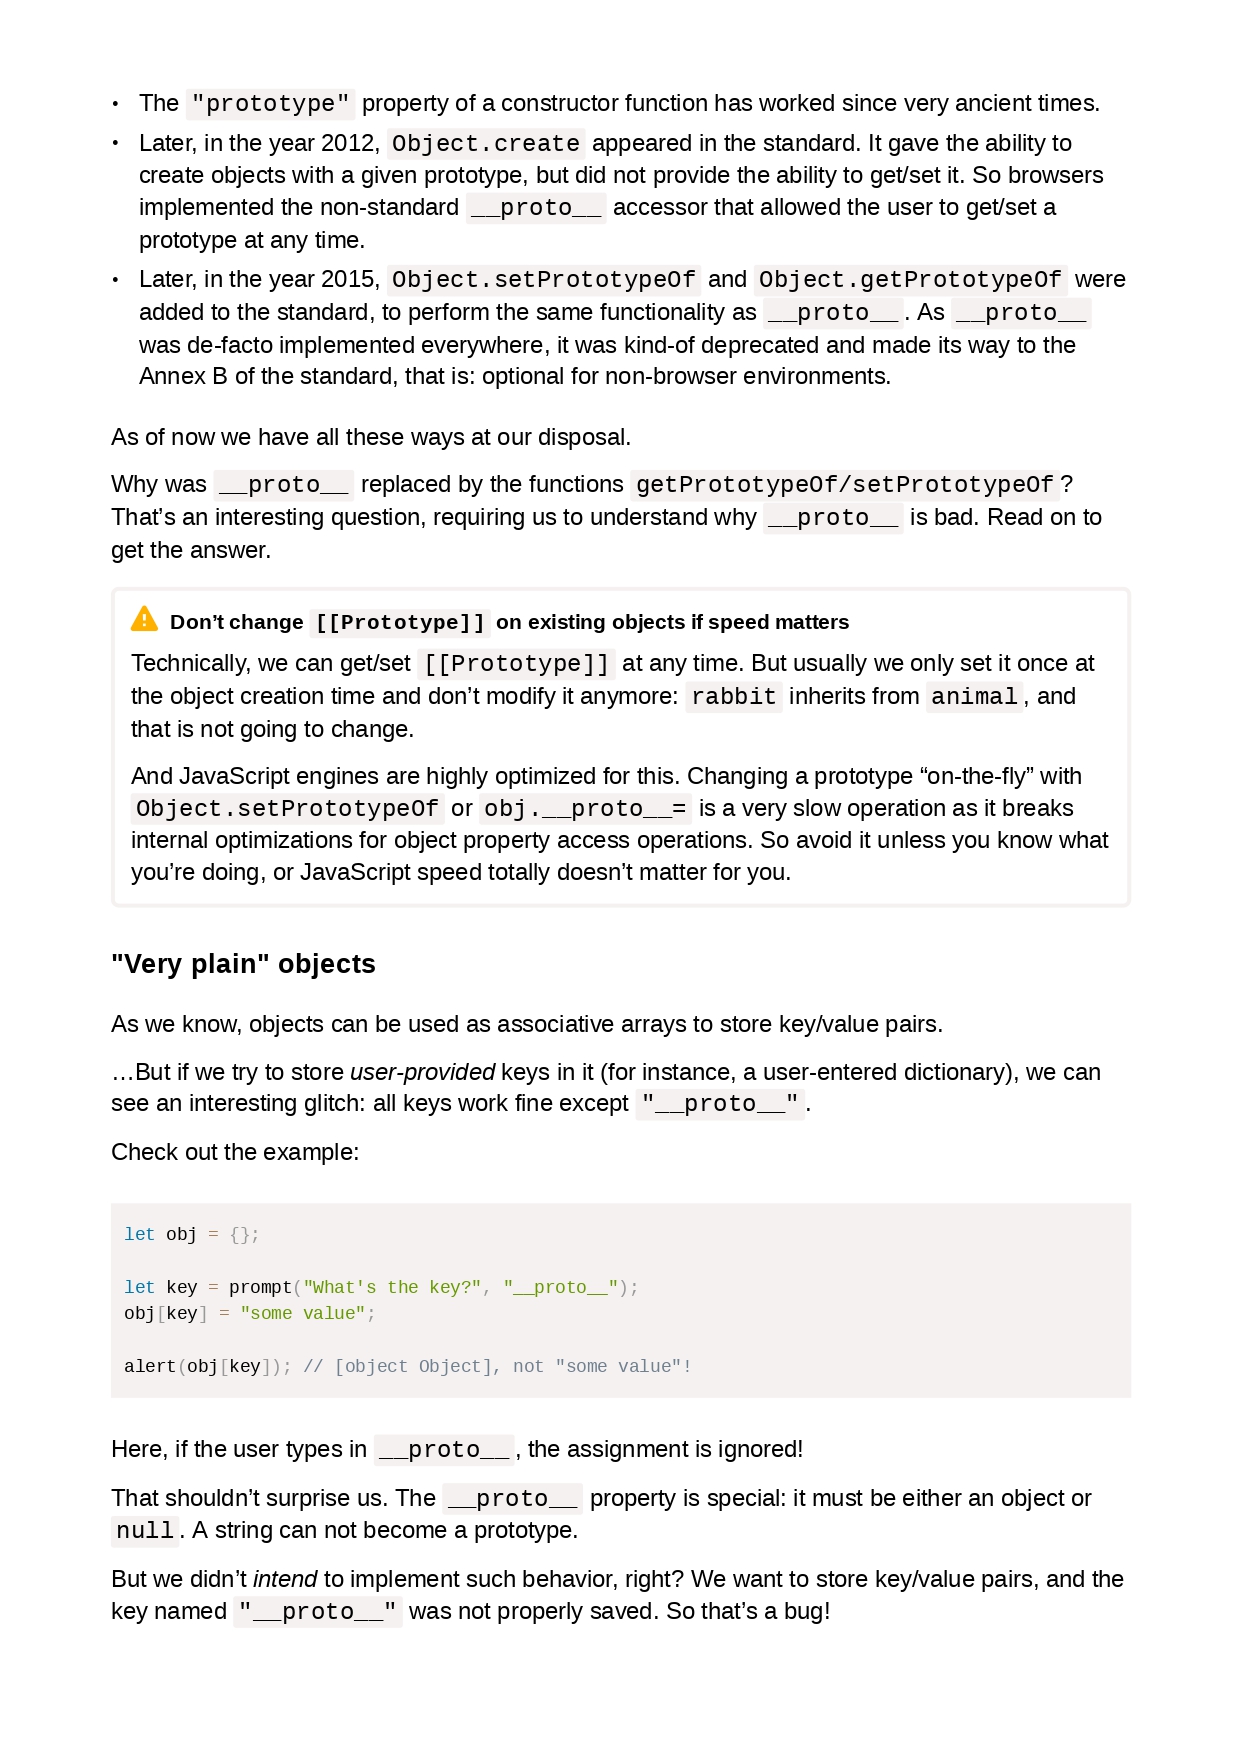 • The "prototype" property of a constructor function has worked since very ancient times.
• Later, in the year 2012, Object.create appeared in the standard. It gave the ability to
create objects with a given prototype, but did not provide the ability to get/set it. So browsers
implemented the non-standard __proto__ accessor that allowed the user to get/set a
prototype at any time.
• Later, in the year 2015, Object.setPrototypeOf and Object.getPrototypeOf were
added to the standard, to perform the same functionality as __proto__. As __proto__
was de-facto implemented everywhere, it was kind-of deprecated and made its way to the
Annex B of the standard, that is: optional for non-browser environments.
As of now we have all these ways at our disposal.
Why was __proto__ replaced by the functions getPrototypeOf/setPrototypeOf?
That’s an interesting question, requiring us to understand why __proto__ is bad. Read on to
get the answer.
Don’t change [[Prototype]] on existing objects if speed matters
Technically, we can get/set [[Prototype]] at any time. But usually we only set it once at
the object creation time and don’t modify it anymore: rabbit inherits from animal, and
that is not going to change.
And JavaScript engines are highly optimized for this. Changing a prototype “on-the-fly” with
Object.setPrototypeOf or obj.__proto__= is a very slow operation as it breaks
internal optimizations for object property access operations. So avoid it unless you know what
you’re doing, or JavaScript speed totally doesn’t matter for you.
"Very plain" objects
As we know, objects can be used as associative arrays to store key/value pairs.
…But if we try to store user-provided keys in it (for instance, a user-entered dictionary), we can
see an interesting glitch: all keys work fine except "__proto__".
Check out the example:
let obj = {};
let key = prompt("What's the key?", "__proto__");
obj[key] = "some value";
alert(obj[key]); // [object Object], not "some value"!
Here, if the user types in __proto__, the assignment is ignored!
That shouldn’t surprise us. The __proto__ property is special: it must be either an object or
null. A string can not become a prototype.
But we didn’t intend to implement such behavior, right? We want to store key/value pairs, and the
key named "__proto__" was not properly saved. So that’s a bug!